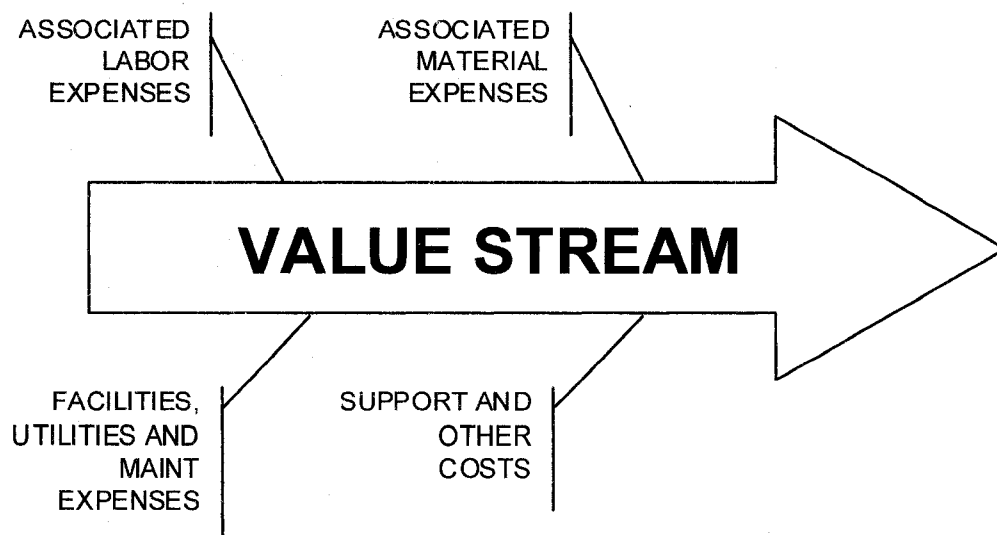 ASSOCIATED
LABOR
EXPENSES
ASSOCIATED
MATERIAL
EXPENSES
VALUE STREAM
FACILITIES,
UTILITIES AND
MAINT
EXPENSES
SUPPORT AND
OTHER
COSTS